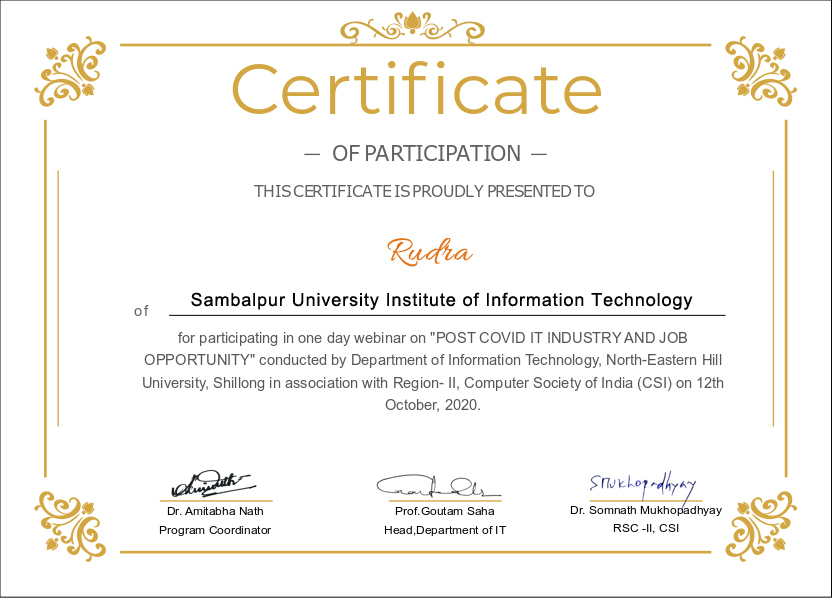 Certificate
— OF PARTICIPATION —
THIS CERTIFICATE IS PROUDLY PRESENTED TO
Rudra
of Sambalpur University Institute of Information Technology
for participating in one day webinar on "POST COVID IT INDUSTRY AND JOB
OPPORTUNITY" conducted by Department of Information Technology, North-Eastern Hill
University, Shillong in association with Region- II, Computer Society of India (CSI) on 12th
October, 2020.
SMukhopadhyay
Dr. Amitabha Nath
Prof.Goutam Saha
Dr. Somnath Mukhopadhyay
Program Coordinator
Head,Department of IT
RSC -II, CSI